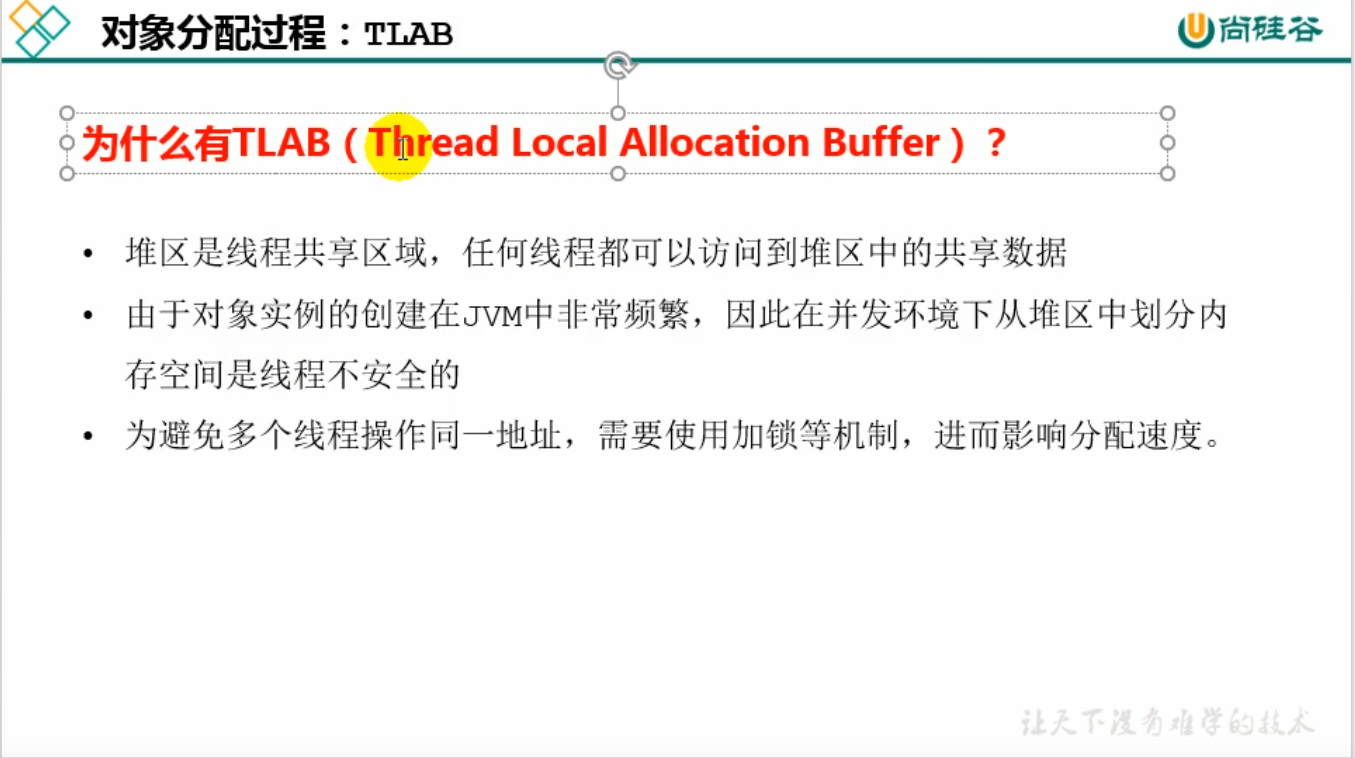 对象分配过程：TLAB
尚硅谷
为什么有TLAB（Thread Local Allocation Buffer）？
• 堆区是线程共享区域，任何线程都可以访问到堆区中的共享数据
• 由于对象实例的创建在JVM中非常频繁，因此在并发环境下从堆区中划分内
存空间是线程不安全的
• 为避免多个线程操作同一地址，需要使用加锁等机制，进而影响分配速度。
让天下没有难学的技术